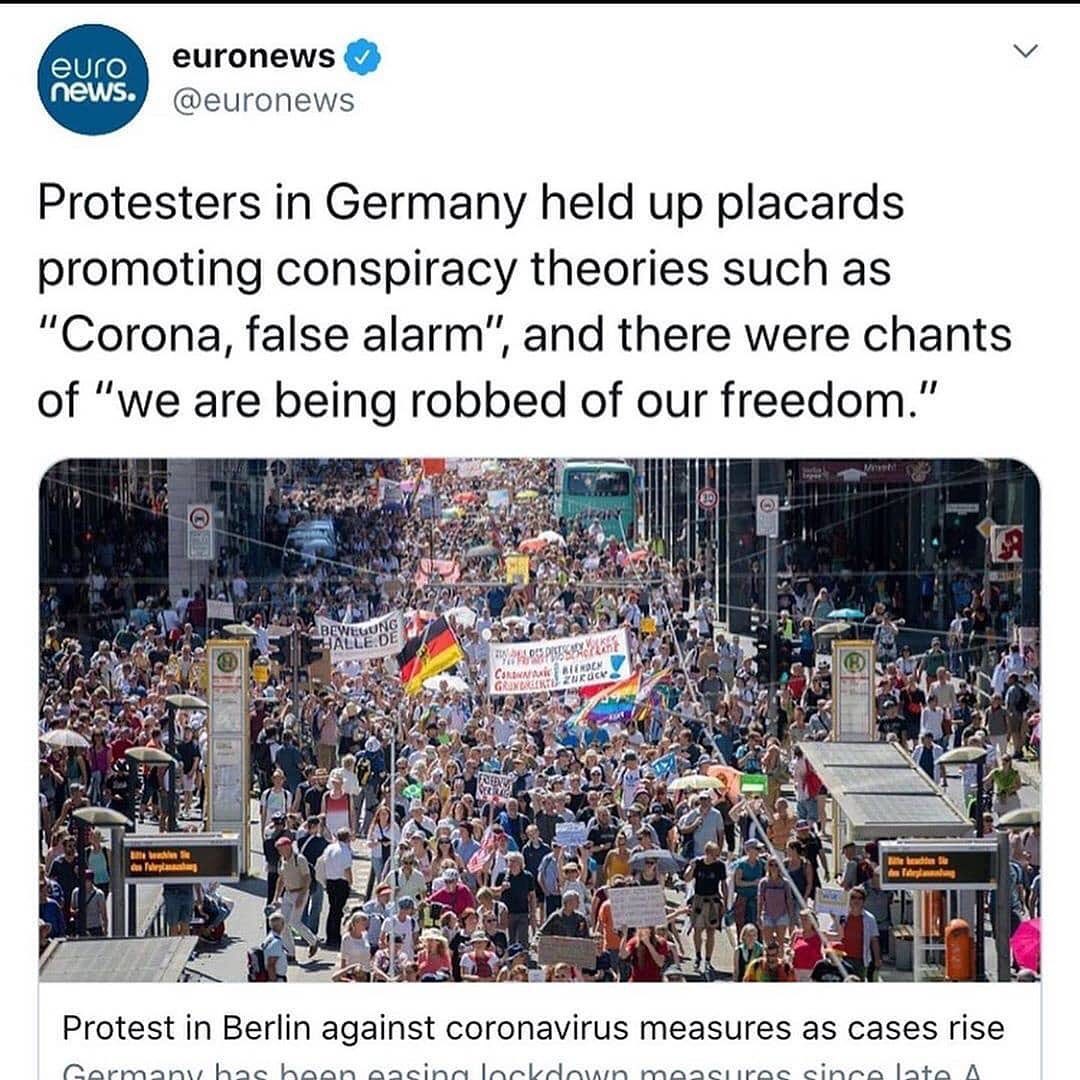 euro
news.
euronews
@euronews
Protesters in Germany held up placards
promoting conspiracy theories such as
“Corona, false alarm”, and there were chants
of “we are being robbed of our freedom.”
BEWEGUNG
HALLE.DE
GRUNDRECHTE ZURÜCK
Bitte beachten Sie
den Fahrplanaushang
Bitte beachten Sie
den Fahrplanaushang
Protest in Berlin against coronavirus measures as cases rise
Germany has been easing lockdown measures since late A